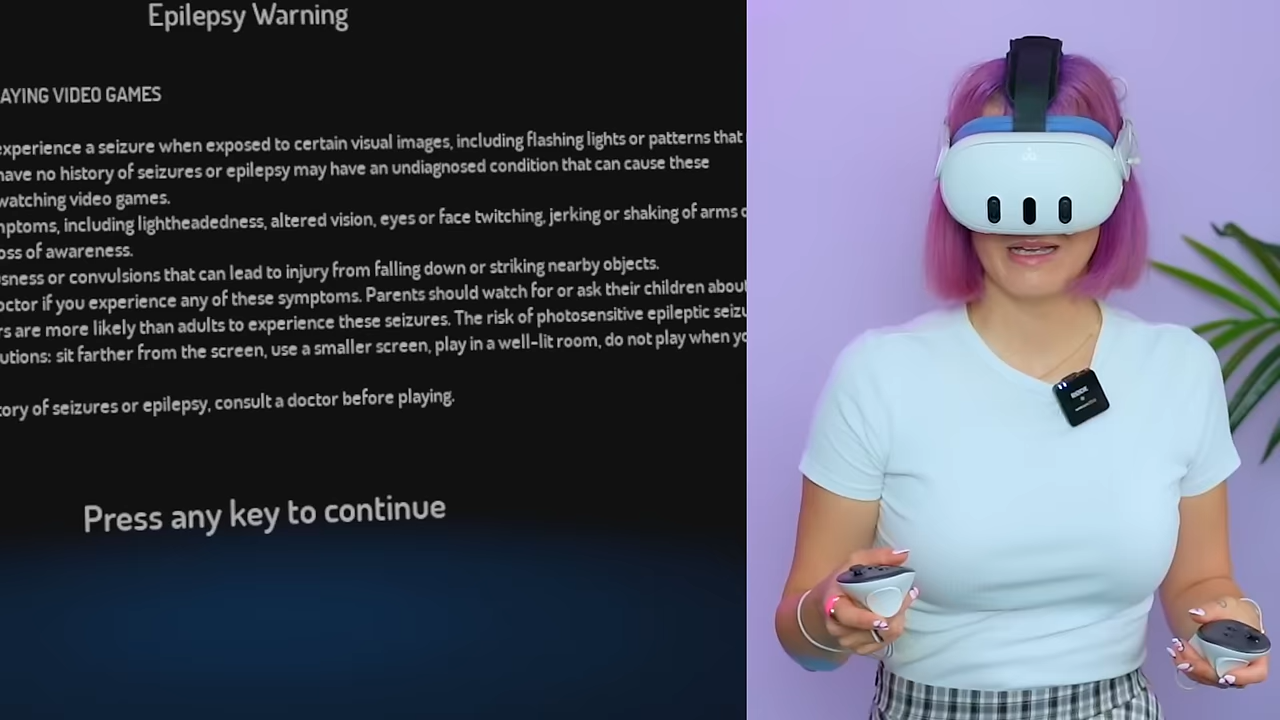 Epilepsy Warning
AYING VIDEO GAMES
experience a seizure when exposed to certain visual images, including flashing lights or patterns that
have no history of seizures or epilepsy may have an undiagnosed condition that can cause these
watching video games.
mptoms, including lightheadedness, altered vision, eyes or face twitching, jerking or shaking of arms o
oss of awareness.
sness or convulsions that can lead to injury from falling down or striking nearby objects.
octor if you experience any of these symptoms. Parents should watch for or ask their children about
rs are more likely than adults to experience these seizures. The risk of photosensitive epileptic seizu
utions: sit farther from the screen, use a smaller screen, play in a well-lit room, do not play when yo
tory of seizures or epilepsy, consult a doctor before playing.
Press any key to continue
RODE